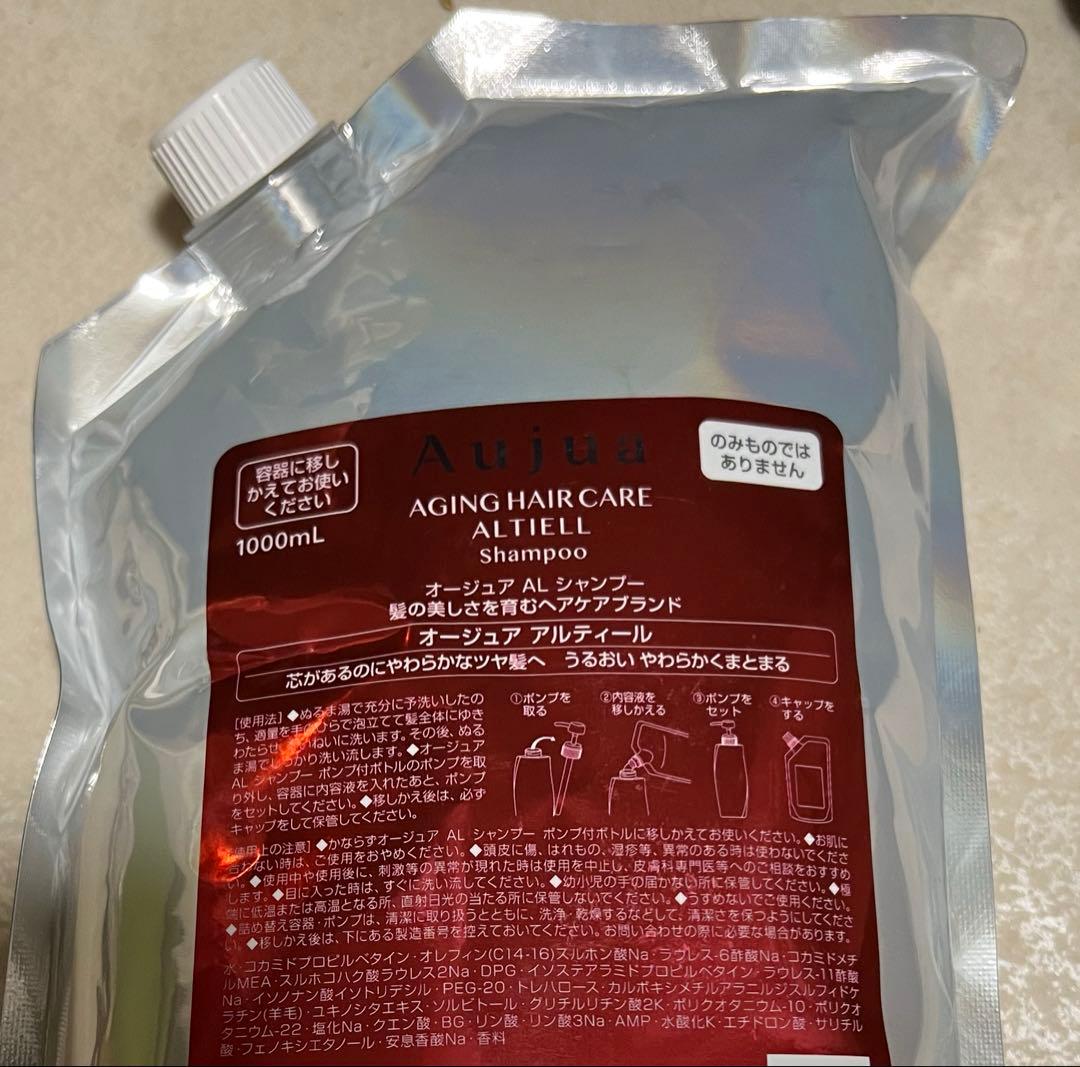 容器に移し
かえてお使い
ください
1000mL
Aujua
AGING HAIR CARE
ALTIELL
Shampoo
のみものでは
ありません
オージュア AL シャンプー
髪の美しさを育むヘアケアブランド
オージュア アルティール
芯があるのにやわらかなツヤ髪へ うるおい やわらかくまとまる
[使用法] ◆ぬるま湯で充分に予洗いしたの
ち、適量を手のひらで泡立てて髪全体にゆき
わたらせ、ていねいに洗います。その後、ぬる
ま湯でしっかり洗い流します。◆オージュア
AL シャンプー ポンプ付ボトルのポンプを取
り外し、容器に内容液を入れたあと、ポンプ
をセットしてください。◆移しかえ後は、必ず
キャップをして保管してください。
①ポンプを
取る
②内容液を
移しかえる
③ポンプを
セット
④キャップを
する
[使用上の注意] ◆かならずオージュア AL シャンプー ポンプ付ボトルに移しかえてお使いください。◆お肌に
合わない時は、ご使用をおやめください。◆頭皮に傷、はれもの、湿疹等、異常のある時は使わないでくださ
い。◆使用中や使用後に、刺激等の異常が現れた時は使用を中止し、皮膚科専門医等へのご相談をおすすめ
します。◆目に入った時は、すぐに洗い流してください。◆幼小児の手の届かない所に保管してください。◆極
端に低温または高温となる所、直射日光の当たる所に保管しないでください。◆うすめないでご使用ください。
◆詰め替え容器・ポンプは、清潔に取り扱うとともに、洗浄・乾燥するなどして、清潔さを保つようにしてくださ
い。◆移しかえ後は、下にある製造番号を控えておいてください。お問い合わせの際に必要な場合があります。
水・コカミドプロピルベタイン・オレフィン(C14-16)スルホン酸Na・ラウレス-6酢酸Na・コカミドメチ
ルMEA・スルホコハク酸ラウレス2Na・DPG・イソステアラミドプロピルベタイン・ラウレス-11酢酸
Na・イソノナン酸イソトリデシル・PEG-20・トレハロース・カルボキシメチルアラニルジスルフィドケ
ラチン(羊毛)・ユキノシタエキス・ソルビトール・グリチルリチン酸2K・ポリクオタニウム-10・ポリクオ
タニウム-22・塩化Na・クエン酸・BG・リン酸・リン酸3Na・AMP・水酸化K・エチドロン酸・サリチル
酸・フェノキシエタノール・安息香酸Na・香料